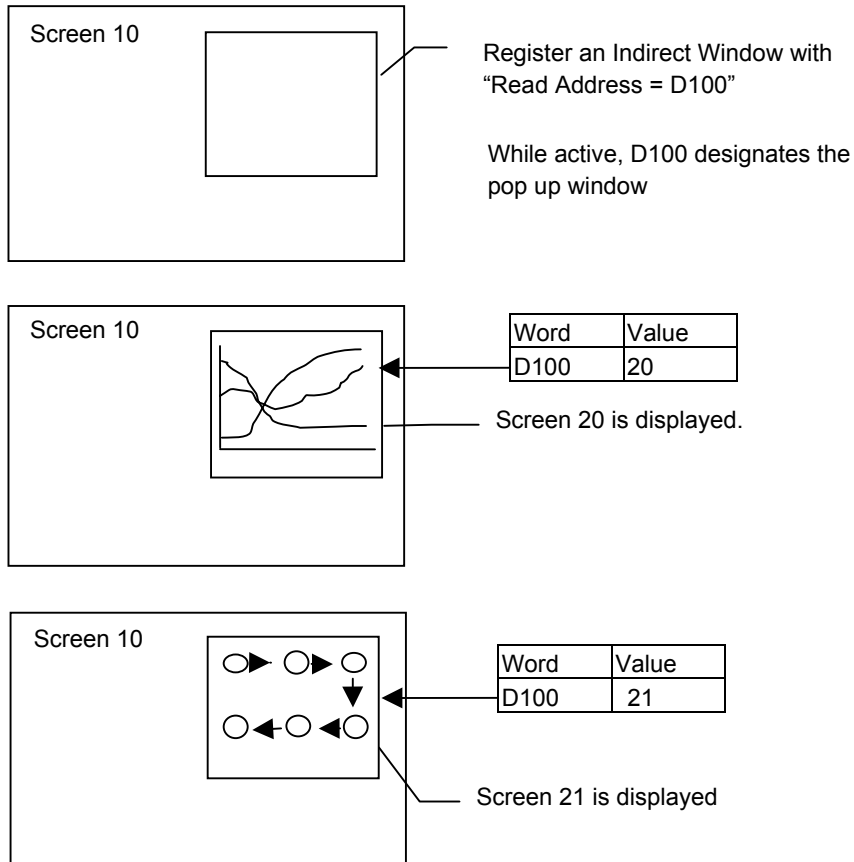 Screen 10
Register an Indirect Window with
“Read Address = D100”
While active, D100 designates the
pop up window
Screen 10
Word Value
D100 20
Screen 20 is displayed.
Screen 10
Word Value
D100 21
Screen 21 is displayed